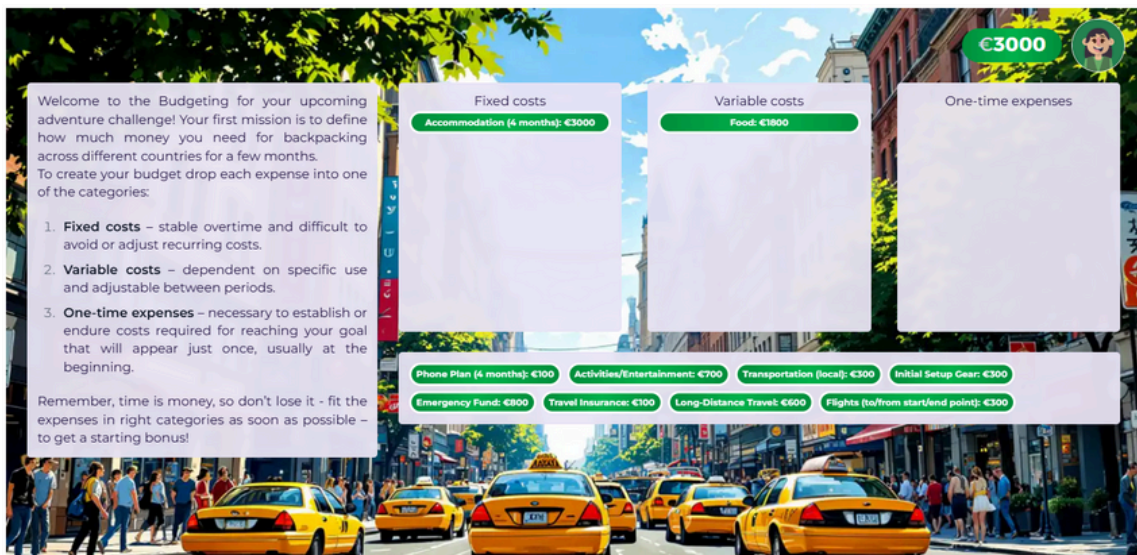 €3000
Welcome to the Budgeting for your upcoming
adventure challenge! Your first mission is to define
how much money you need for backpacking
across different countries for a few months.
To create your budget drop each expense into one
of the categories:
1. Fixed costs – stable overtime and difficult to
avoid or adjust recurring costs.
2. Variable costs – dependent on specific use
and adjustable between periods.
3. One-time expenses – necessary to establish or
endure costs required for reaching your goal
that will appear just once, usually at the
beginning.
Remember, time is money, so don't lose it - fit the
expenses in right categories as soon as possible –
to get a starting bonus!
Fixed costs
Accommodation (4 months): €3000
Variable costs
Food: €1800
One-time expenses
Phone Plan (4 months): €100
Activities/Entertainment: €700
Transportation (local): €300
Initial Setup Gear: €300
Emergency Fund: €800
Travel Insurance: €100
Long-Distance Travel: €600
Flights (to/from start/end point): €300